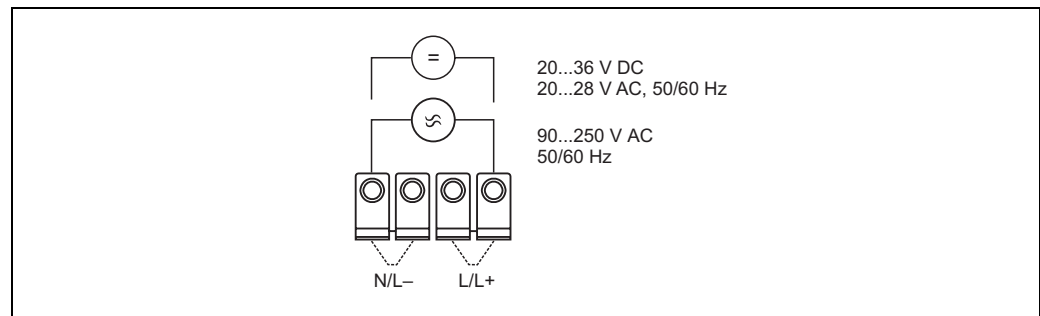 =
20...36 V DC
20...28 V AC, 50/60 Hz
90...250 V AC
50/60 Hz
N/L– L/L+